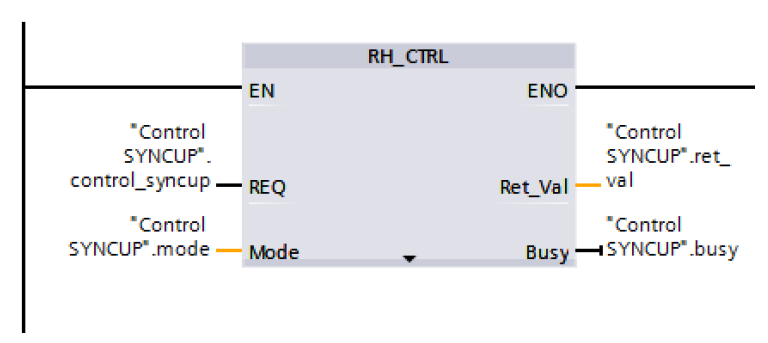 RH_CTRL
EN
ENO
"Control
SYNCUP".
control_syncup
REQ
Ret_Val
"Control
SYNCUP".ret_
val
"Control
SYNCUP".mode
Mode
Busy
"Control
SYNCUP".busy